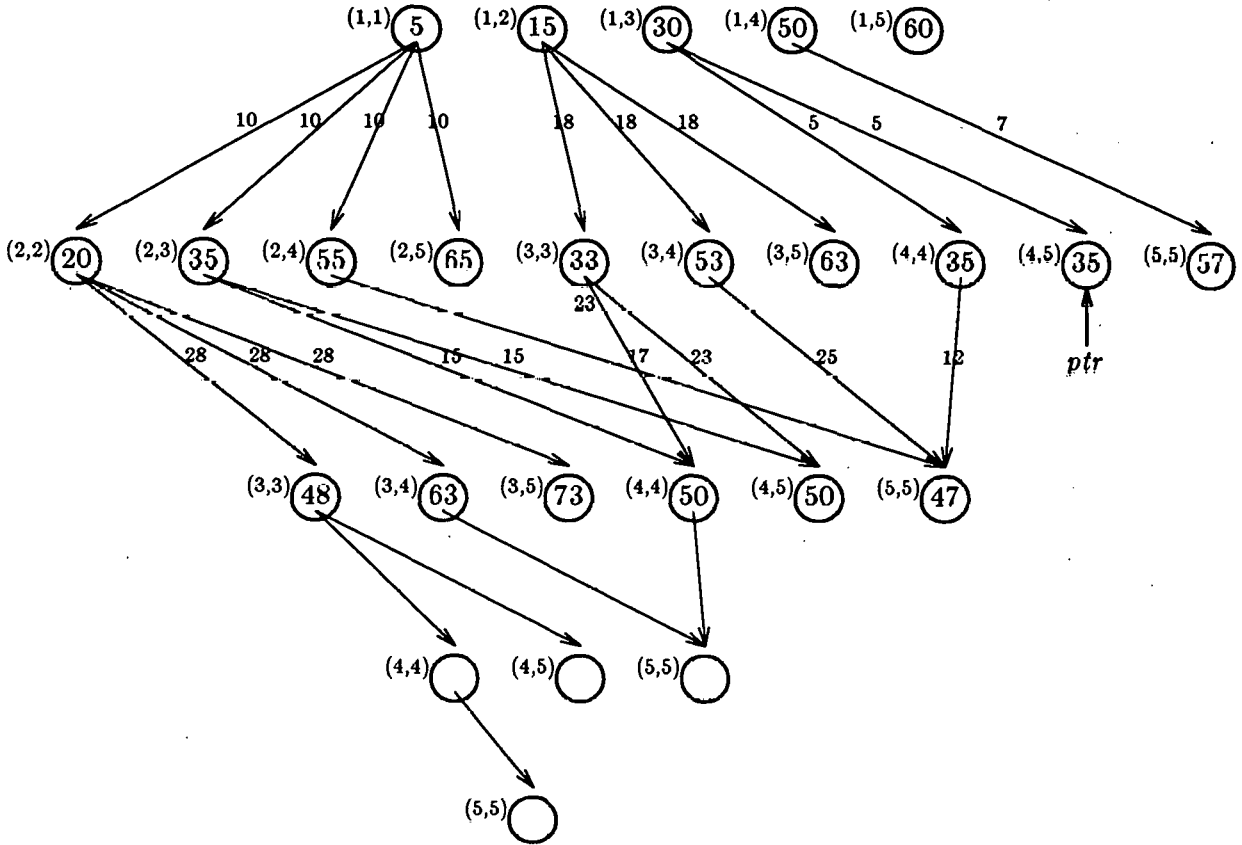 (1,1) 5 (1,2) 15 (1,3) 30 (1,4) 50 (1,5) 60
10 10 10 10 18 18 18 5 5 7
(2,2) 20 (2,3) 35 (2,4) 55 (2,5) 65 (3,3) 33 (3,4) 53 (3,5) 63 (4,4) 35 (4,5) 35 (5,5) 57
23
28 28 28 15 15 17 23 25 12 ptr
(3,3) 48 (3,4) 63 (3,5) 73 (4,4) 50 (4,5) 50 (5,5) 47
(4,4) (4,5) (5,5)
(5,5)